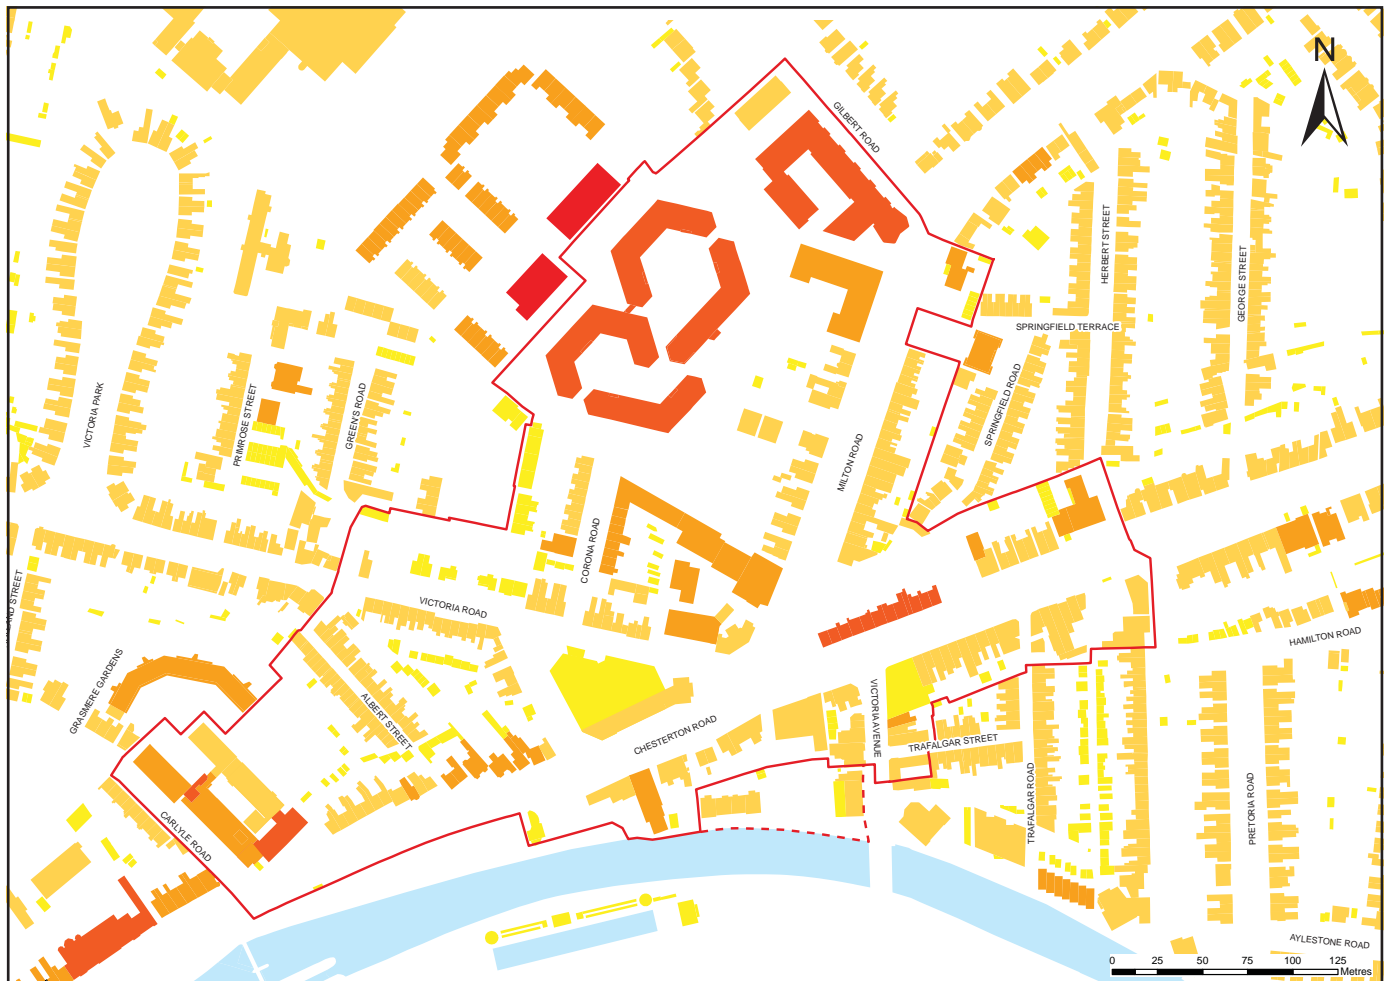 N
GILBERT ROAD
HERBERT STREET
GEORGE STREET
SPRINGFIELD TERRACE
SPRINGFIELD ROAD
VICTORIA PARK
PRIMROSE STREET
GREEN'S ROAD
MILTON ROAD
CORONA ROAD
VICTORIA ROAD
HAMILTON ROAD
GRASMERE GARDENS
ALBERT STREET
CHESTERTON ROAD
VICTORIA AVENUE
TRAFALGAR STREET
TRAFALGAR ROAD
PRETORIA ROAD
CARLYLE ROAD
AYLESTONE ROAD
0 25 50 75 100 125
Metres